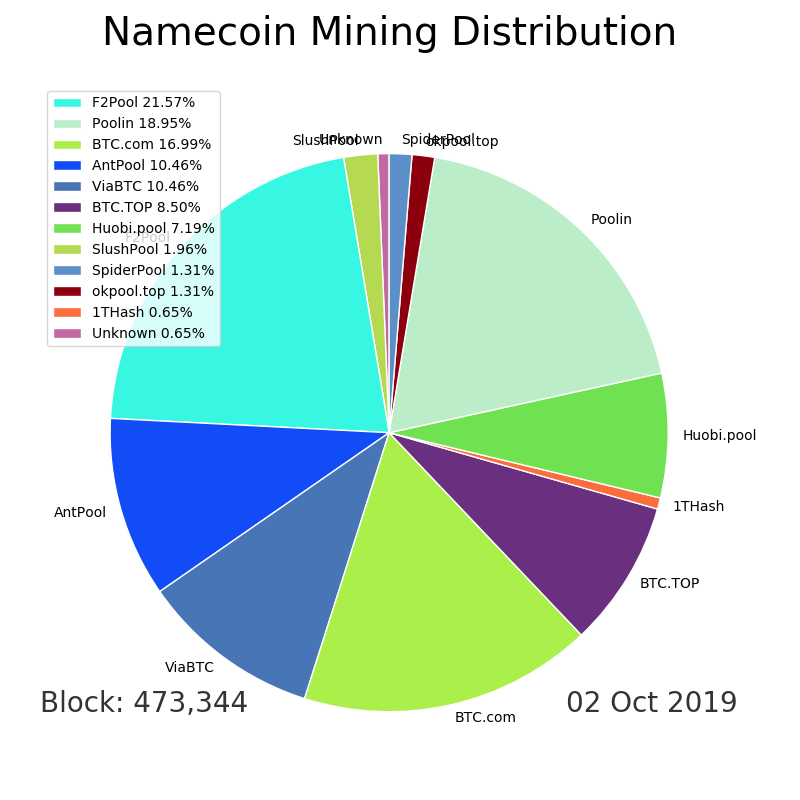 Namecoin Mining Distribution
F2Pool 21.57%
Poolin 18.95%
BTC.com 16.99%
AntPool 10.46%
ViaBTC 10.46%
BTC.TOP 8.50%
Huobi.pool 7.19%
SlushPool 1.96%
SpiderPool 1.31%
okpool.top 1.31%
1THash 0.65%
Unknown 0.65%
SlushPool
Unknown
SpiderPool
okpool.top
Poolin
F2Pool
Huobi.pool
1THash
AntPool
BTC.TOP
ViaBTC
BTC.com
Block: 473,344
02 Oct 2019